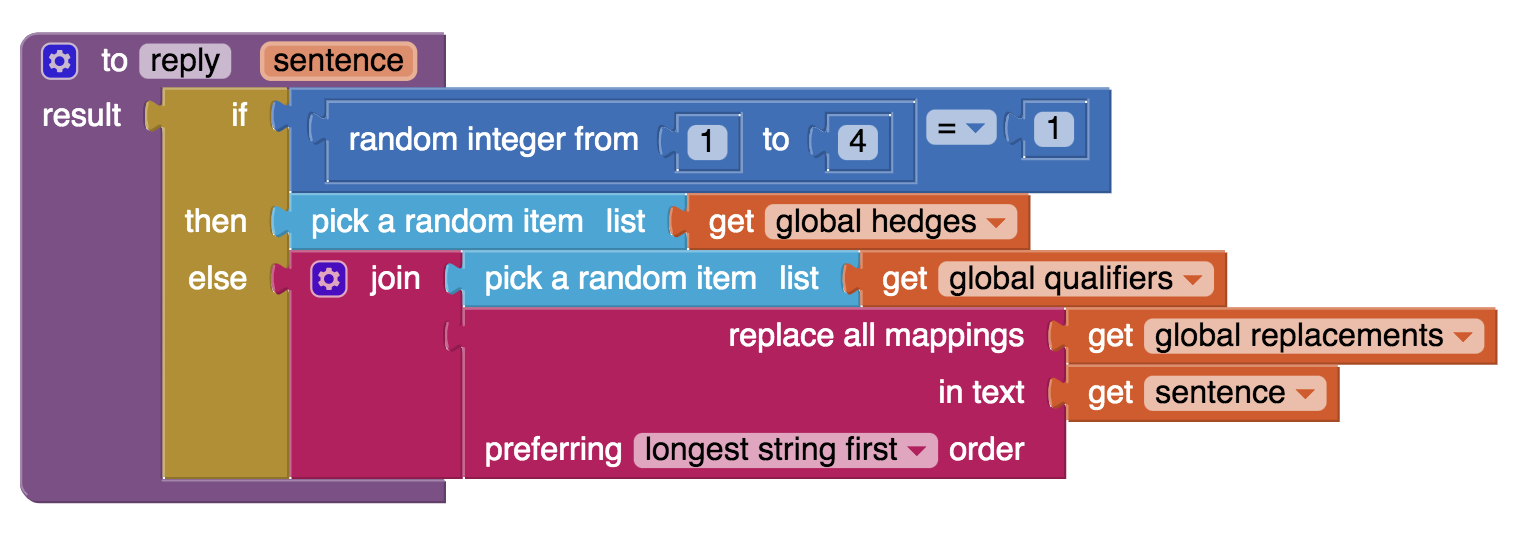 to reply sentence
result if random integer from 1 to 4 = 1
then pick a random item list get global hedges
else join pick a random item list get global qualifiers
replace all mappings get global replacements
in text get sentence
preferring longest string first order